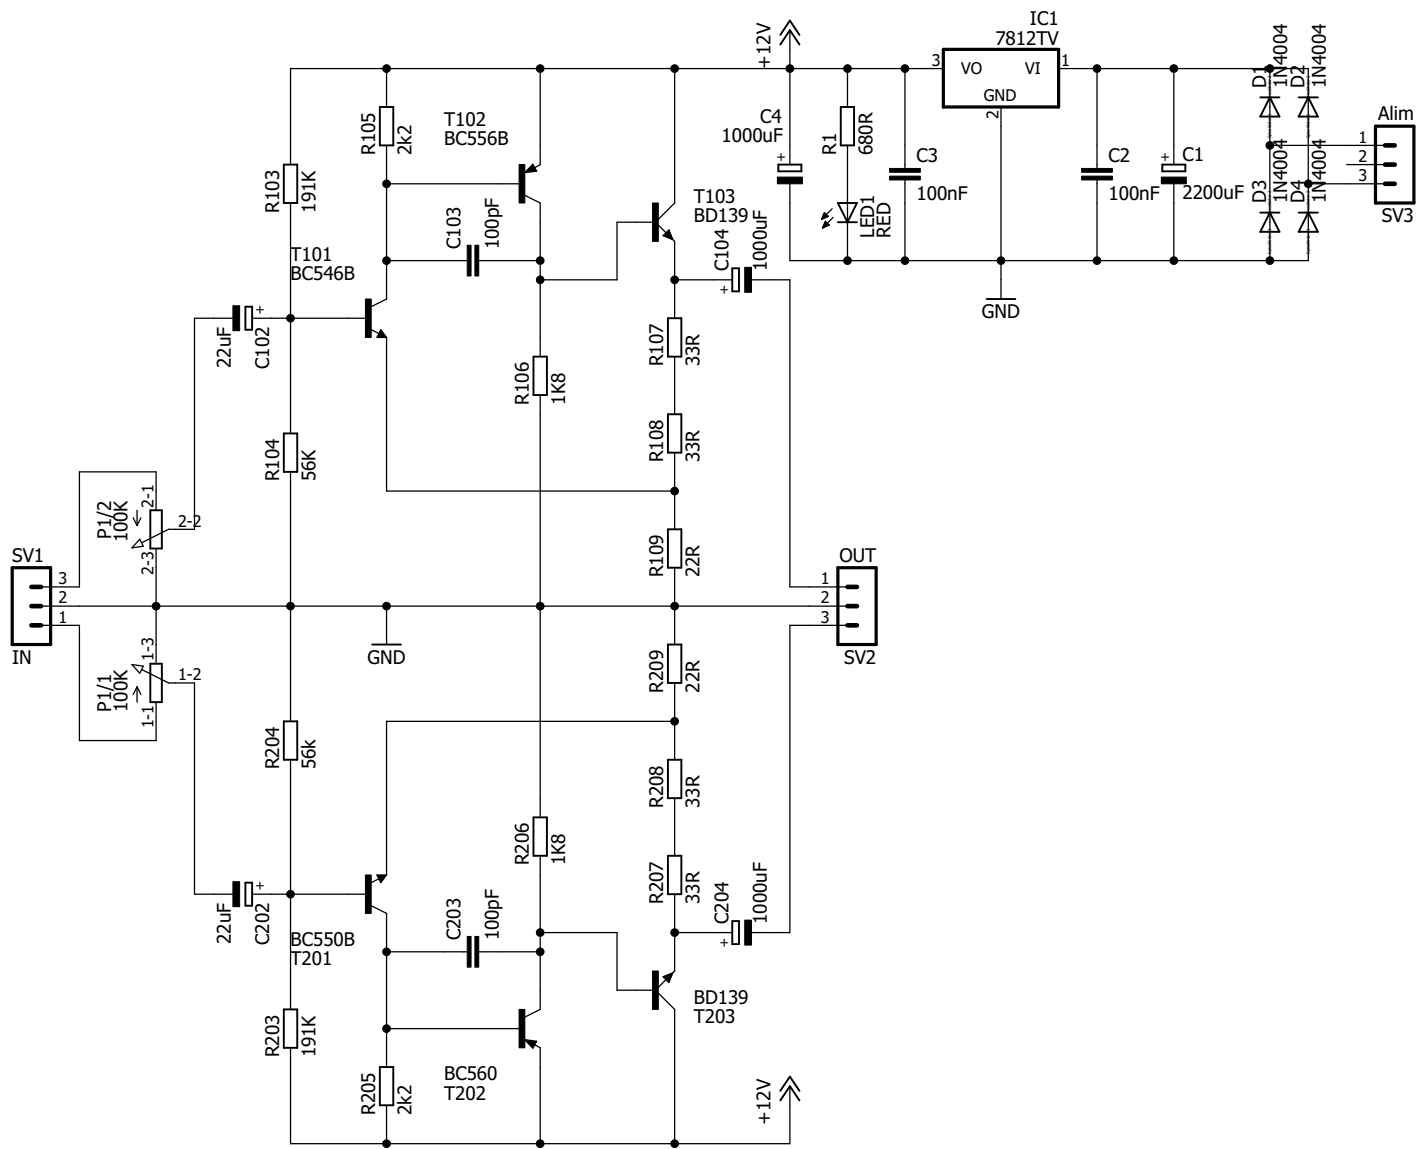 IC1
7812TV
+12V
3
VO
VI
1
GND
2
D1
1N4004
D2
1N4004
Alim
1
2
3
SV3
D3
1N4004
D4
1N4004
C4
1000uF
+
R1
680R
LED1
RED
C3
100nF
C2
100nF
+
C1
2200uF
GND
T102
BC556B
R105
2k2
R103
191K
T103
BD139
C103
100pF
T101
BC546B
C104
1000uF
+
22uF
C102
+
R107
33R
R106
1K8
R108
33R
R104
56K
P1/2
100K
2-1
2-2
2-3
R109
22R
SV1
3
2
1
IN
OUT
1
2
3
SV2
GND
P1/1
100K
1-3
1-2
1-1
R209
22R
R204
56k
R208
33R
R206
1K8
R207
33R
22uF
C202
+
C203
100pF
C204
1000uF
+
BC550B
T201
BD139
T203
R203
191K
R205
2k2
BC560
T202
+12V